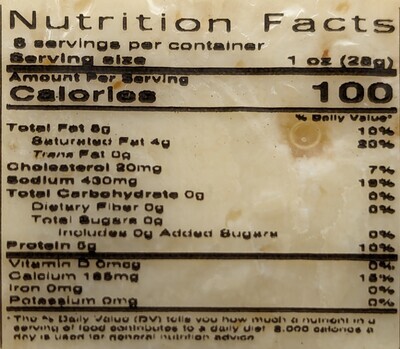 Nutrition Facts
8 servings per container
Serving size 1 oz (28g)
Amount Per Serving
Calories 100
% Daily Value*
Total Fat 8g 10%
Saturated Fat 4g 20%
Trans Fat 0g
Cholesterol 20mg 7%
Sodium 430mg 19%
Total Carbohydrate 0g 0%
Dietary Fiber 0g 0%
Total Sugars 0g
Includes 0g Added Sugars 0%
Protein 5g 10%
Vitamin D 0mcg 0%
Calcium 185mg 15%
Iron 0mg 0%
Potassium 0mg 0%
* The % Daily Value (DV) tells you how much a nutrient in a
serving of food contributes to a daily diet. 2,000 calories a
day is used for general nutrition advice.